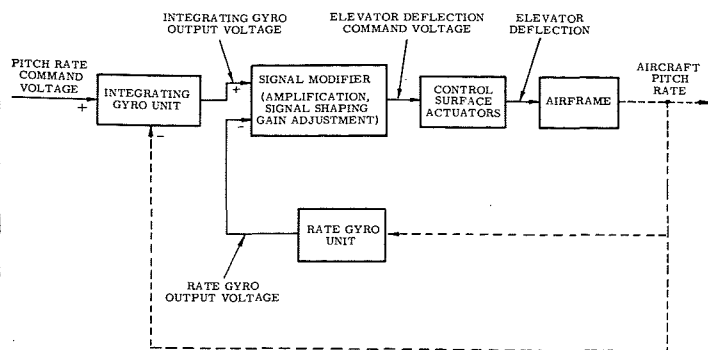 INTEGRATING GYRO
OUTPUT VOLTAGE
ELEVATOR DEFLECTION
COMMAND VOLTAGE
ELEVATOR
DEFLECTION
PITCH RATE
COMMAND
VOLTAGE
+
INTEGRATING
GYRO UNIT
-
+
-
SIGNAL MODIFIER
(AMPLIFICATION,
SIGNAL SHAPING
GAIN ADJUSTMENT)
CONTROL
SURFACE
ACTUATORS
AIRFRAME
AIRCRAFT
PITCH
RATE
RATE GYRO
UNIT
RATE GYRO
OUTPUT VOLTAGE